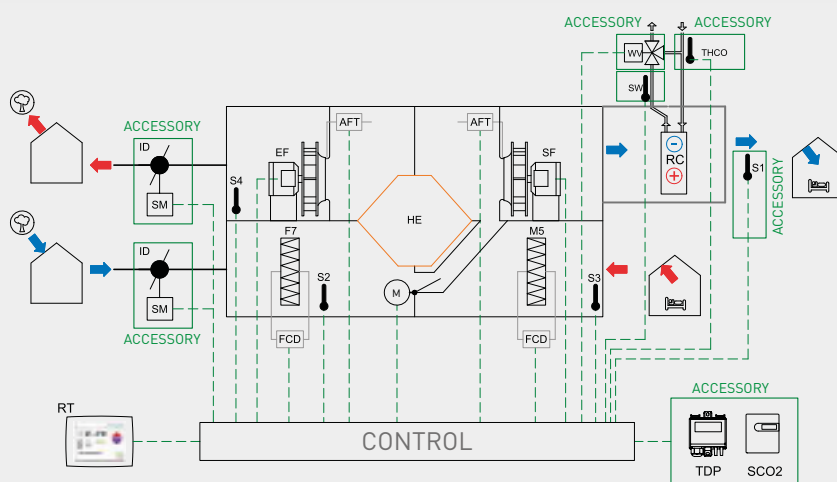 ACCESSORY
ACCESSORY
WV
THCO
SW
AFT
AFT
ACCESSORY
ID
EF
SF
RC
S1
ACCESSORY
S4
SM
HE
ID
F7
M5
S2
M
S3
SM
FCD
FCD
ACCESSORY
ACCESSORY
RT
CONTROL
TDP
SCO2